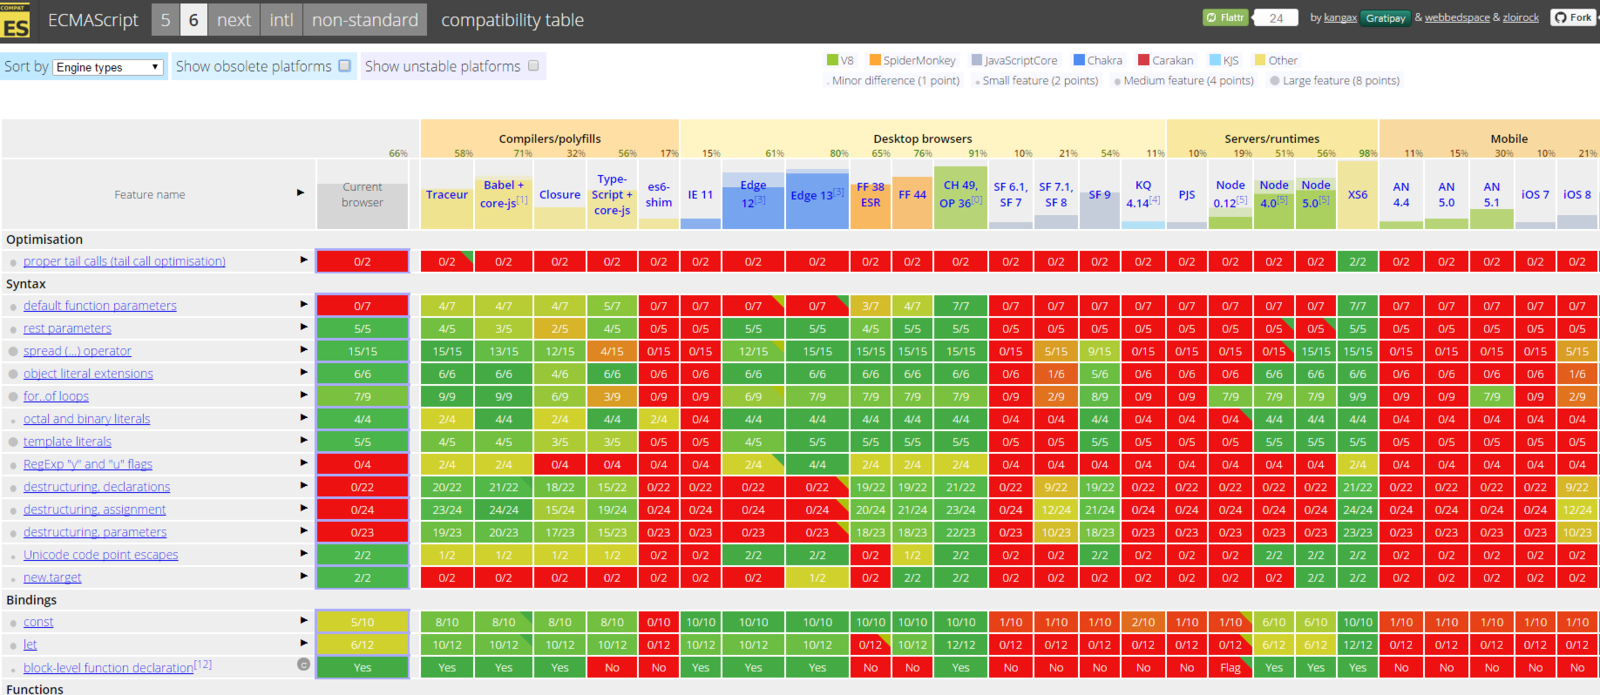 COMPAT
ES
ECMAScript 5 6 next intl non-standard compatibility table
Flattr 24 by kangax Gratipay & webbedspace & zloirock Fork
Sort by Engine types Show obsolete platforms Show unstable platforms
V8 SpiderMonkey JavaScriptCore Chakra Carakan KJS Other
Minor difference (1 point) Small feature (2 points) Medium feature (4 points) Large feature (8 points)
Compilers/polyfills Desktop browsers Servers/runtimes Mobile
66% 58% 71% 32% 56% 17% 15% 61% 80% 65% 76% 91% 10% 21% 54% 11% 10% 19% 51% 56% 98% 11% 15% 30% 10% 21%
Feature name
Current browser
Traceur
Babel + core-js[1]
Closure
Type-Script + core-js
es6-shim
IE 11
Edge 12[3]
Edge 13[3]
FF 38 ESR
FF 44
CH 49, OP 36[0]
SF 6.1, SF 7
SF 7.1, SF 8
SF 9
KQ 4.14[4]
PJS
Node 0.12[5]
Node 4.0[5]
Node 5.0[5]
XS6
AN 4.4
AN 5.0
AN 5.1
iOS 7
iOS 8
Optimisation
proper tail calls (tail call optimisation) 0/2 0/2 0/2 0/2 0/2 0/2 0/2 0/2 0/2 0/2 0/2 0/2 0/2 0/2 0/2 0/2 0/2 0/2 0/2 0/2 2/2 0/2 0/2 0/2 0/2 0/2
Syntax
default function parameters 0/7 4/7 4/7 4/7 5/7 0/7 0/7 0/7 0/7 3/7 4/7 7/7 0/7 0/7 0/7 0/7 0/7 0/7 0/7 0/7 7/7 0/7 0/7 0/7 0/7 0/7
rest parameters 5/5 4/5 3/5 2/5 4/5 0/5 0/5 5/5 5/5 4/5 5/5 5/5 0/5 0/5 0/5 0/5 0/5 0/5 0/5 0/5 5/5 0/5 0/5 0/5 0/5 0/5
spread (...) operator 15/15 15/15 13/15 12/15 4/15 0/15 0/15 12/15 15/15 15/15 15/15 15/15 0/15 5/15 9/15 0/15 0/15 0/15 0/15 15/15 15/15 0/15 0/15 0/15 0/15 5/15
object literal extensions 6/6 6/6 6/6 4/6 6/6 0/6 0/6 6/6 6/6 6/6 6/6 6/6 0/6 1/6 5/6 0/6 0/6 0/6 6/6 6/6 6/6 0/6 0/6 0/6 0/6 1/6
for..of loops 7/9 9/9 9/9 6/9 3/9 0/9 0/9 6/9 7/9 7/9 7/9 7/9 0/9 2/9 8/9 0/9 0/9 7/9 7/9 7/9 9/9 0/9 0/9 7/9 0/9 2/9
octal and binary literals 4/4 2/4 4/4 2/4 4/4 2/4 0/4 4/4 4/4 4/4 4/4 4/4 0/4 0/4 4/4 0/4 0/4 0/4 4/4 4/4 4/4 0/4 0/4 0/4 0/4 0/4
template literals 5/5 4/5 4/5 3/5 3/5 0/5 0/5 4/5 5/5 5/5 5/5 5/5 0/5 0/5 5/5 0/5 0/5 0/5 5/5 5/5 5/5 0/5 0/5 0/5 0/5 0/5
RegExp "y" and "u" flags 0/4 2/4 2/4 0/4 0/4 0/4 0/4 2/4 4/4 2/4 2/4 2/4 0/4 0/4 0/4 0/4 0/4 0/4 0/4 0/4 2/4 0/4 0/4 0/4 0/4 0/4
destructuring, declarations 0/22 20/22 21/22 18/22 15/22 0/22 0/22 0/22 0/22 19/22 19/22 21/22 0/22 9/22 19/22 0/22 0/22 0/22 0/22 0/22 21/22 0/22 0/22 0/22 0/22 9/22
destructuring, assignment 0/24 23/24 24/24 15/24 19/24 0/24 0/24 0/24 0/24 20/24 21/24 23/24 0/24 12/24 21/24 0/24 0/24 0/24 0/24 0/24 24/24 0/24 0/24 0/24 0/24 12/24
destructuring, parameters 0/23 19/23 20/23 17/23 15/23 0/23 0/23 0/23 0/23 18/23 18/23 22/23 0/23 10/23 18/23 0/23 0/23 0/23 0/23 0/23 23/23 0/23 0/23 0/23 0/23 10/23
Unicode code point escapes 2/2 1/2 1/2 1/2 1/2 0/2 0/2 2/2 2/2 0/2 1/2 2/2 0/2 0/2 2/2 0/2 0/2 0/2 2/2 2/2 2/2 0/2 0/2 0/2 0/2 0/2
new.target 2/2 0/2 0/2 0/2 0/2 0/2 0/2 0/2 1/2 0/2 2/2 2/2 0/2 0/2 0/2 0/2 0/2 0/2 0/2 2/2 2/2 0/2 0/2 0/2 0/2 0/2
Bindings
const 5/10 8/10 8/10 8/10 8/10 0/10 10/10 10/10 10/10 10/10 10/10 10/10 1/10 1/10 1/10 2/10 1/10 1/10 6/10 6/10 10/10 1/10 1/10 1/10 1/10 1/10
let 6/12 10/12 10/12 10/12 10/12 0/12 10/12 10/12 10/12 0/12 10/12 12/12 0/12 0/12 0/12 0/12 0/12 0/12 6/12 6/12 12/12 0/12 0/12 0/12 0/12 0/12
block-level function declaration[12] c Yes Yes Yes Yes No No Yes Yes Yes No No Yes No No No No No Flag Yes Yes Yes No No No No No
Functions